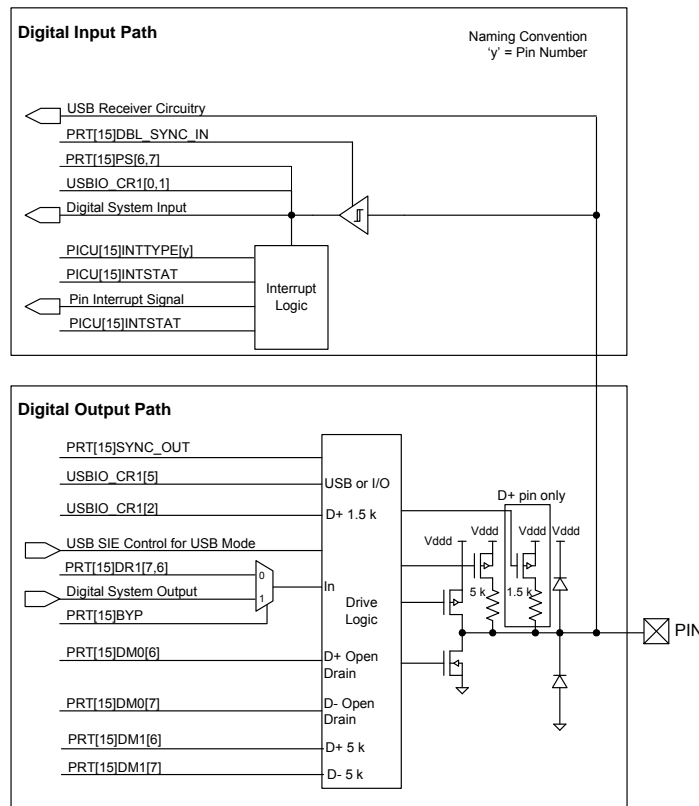 Digital Input Path
Naming Convention
'y' = Pin Number
USB Receiver Circuitry
PRT[15]DBL_SYNC_IN
PRT[15]PS[6,7]
USBIO_CR1[0,1]
Digital System Input
PICU[15]INTTYPE[y]
PICU[15]INTSTAT
Interrupt
Logic
Pin Interrupt Signal
PICU[15]INTSTAT
Digital Output Path
PRT[15]SYNC_OUT
USBIO_CR1[5]
USB or I/O
USBIO_CR1[2]
D+ 1.5 k
D+ pin only
USB SIE Control for USB Mode
Vddd
Vddd
Vddd
Vddd
PRT[15]DR1[7,6]
0
In
5 k
1.5 k
Digital System Output
1
Drive
Logic
PRT[15]BYP
PIN
PRT[15]DM0[6]
D+ Open
Drain
PRT[15]DM0[7]
D- Open
Drain
PRT[15]DM1[6]
D+ 5 k
PRT[15]DM1[7]
D- 5 k